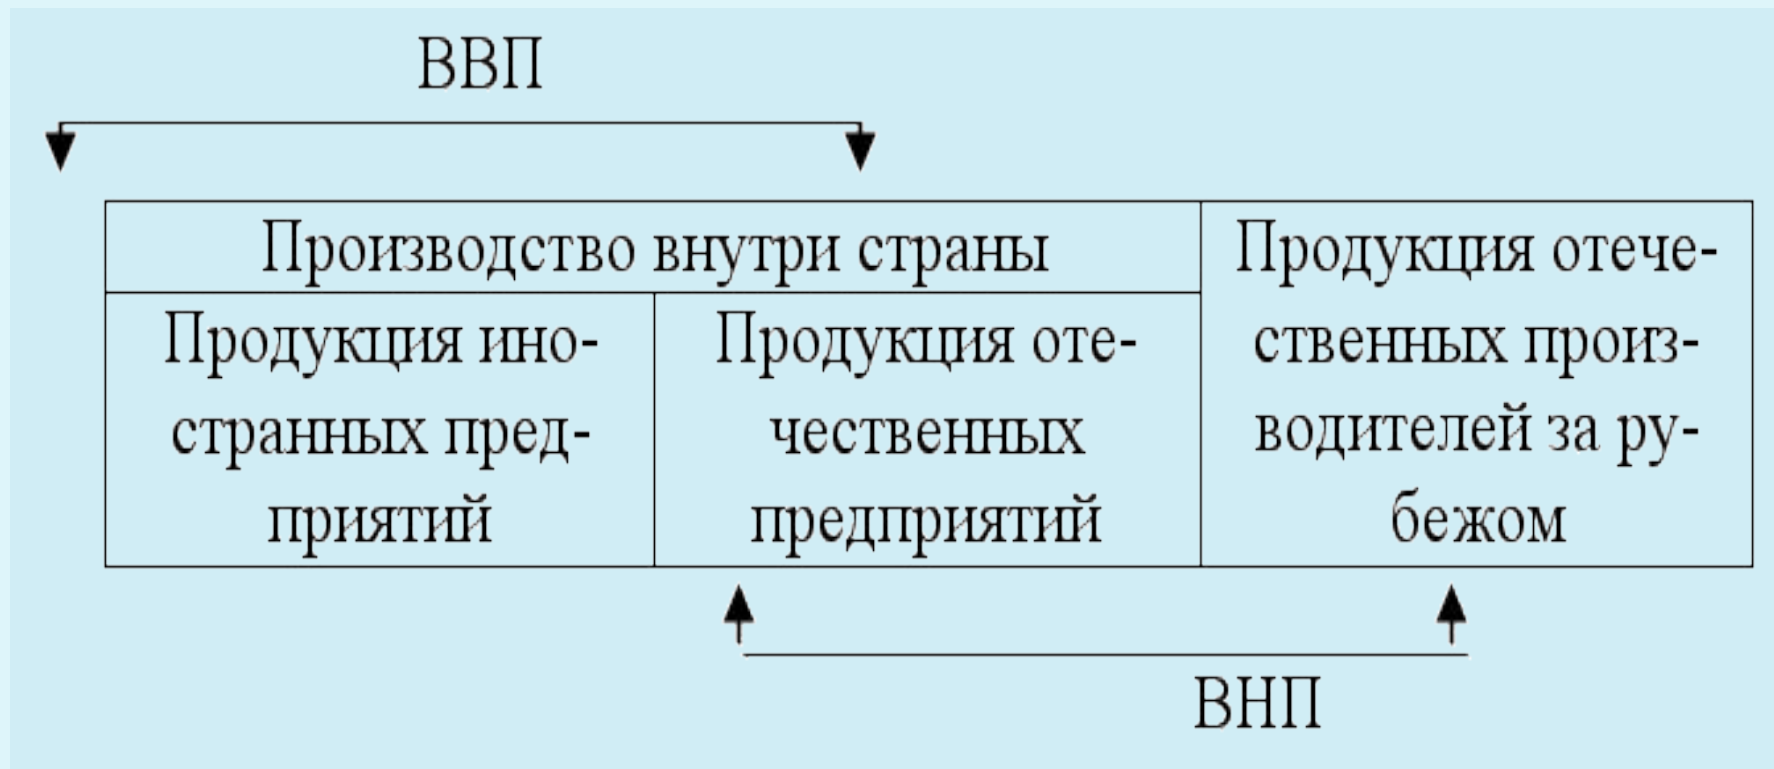 ВВП
Производство внутри страны
Продукция ино-
странных пред-
приятий
Продукция оте-
чественных
предприятий
Продукция отече-
ственных произ-
водителей за ру-
бежом
ВНП